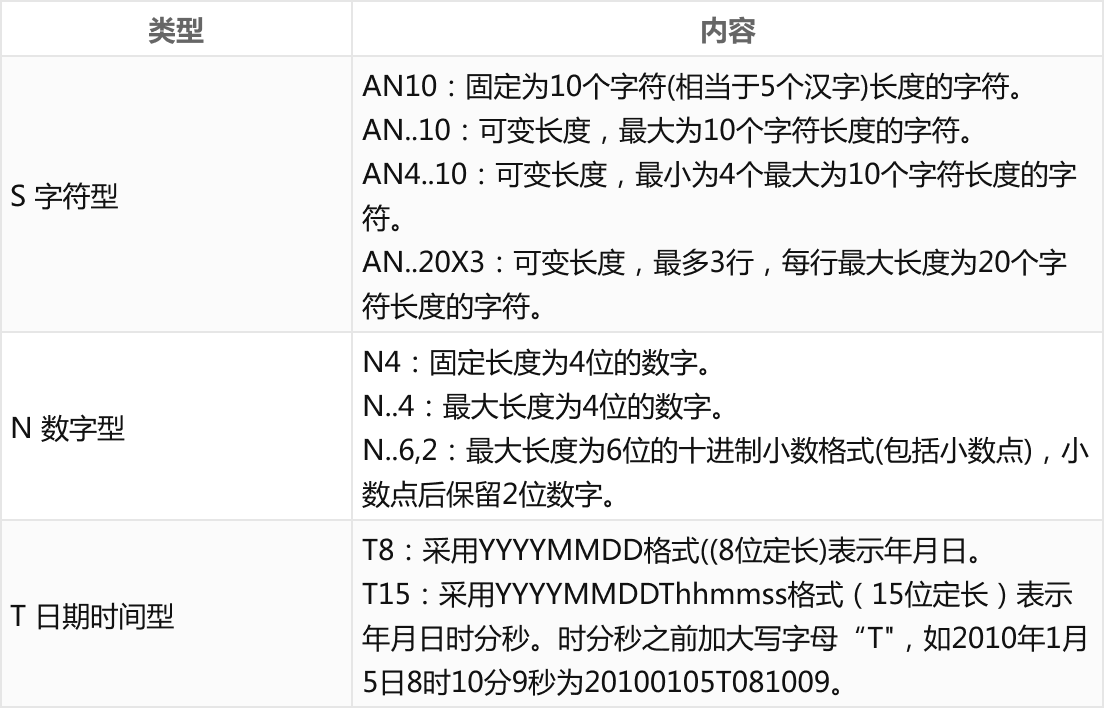 类型
内容
S 字符型
AN10：固定为10个字符(相当于5个汉字)长度的字符。
AN..10：可变长度，最大为10个字符长度的字符。
AN4..10：可变长度，最小为4个最大为10个字符长度的字
符。
AN..20X3：可变长度，最多3行，每行最大长度为20个字
符长度的字符。
N 数字型
N4：固定长度为4位的数字。
N..4：最大长度为4位的数字。
N..6,2：最大长度为6位的十进制小数格式(包括小数点)，小
数点后保留2位数字。
T 日期时间型
T8：采用YYYYMMDD格式((8位定长)表示年月日。
T15：采用YYYYMMDDThhmmss格式（15位定长）表示
年月日时分秒。时分秒之前加大写字母“T"，如2010年1月
5日8时10分9秒为20100105T081009。